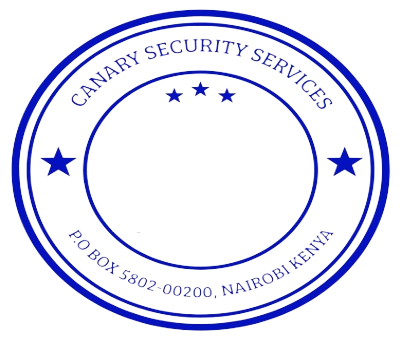 CANARY SECURITY SERVICES
P.O BOX 5802-00200, NAIROBI KENYA